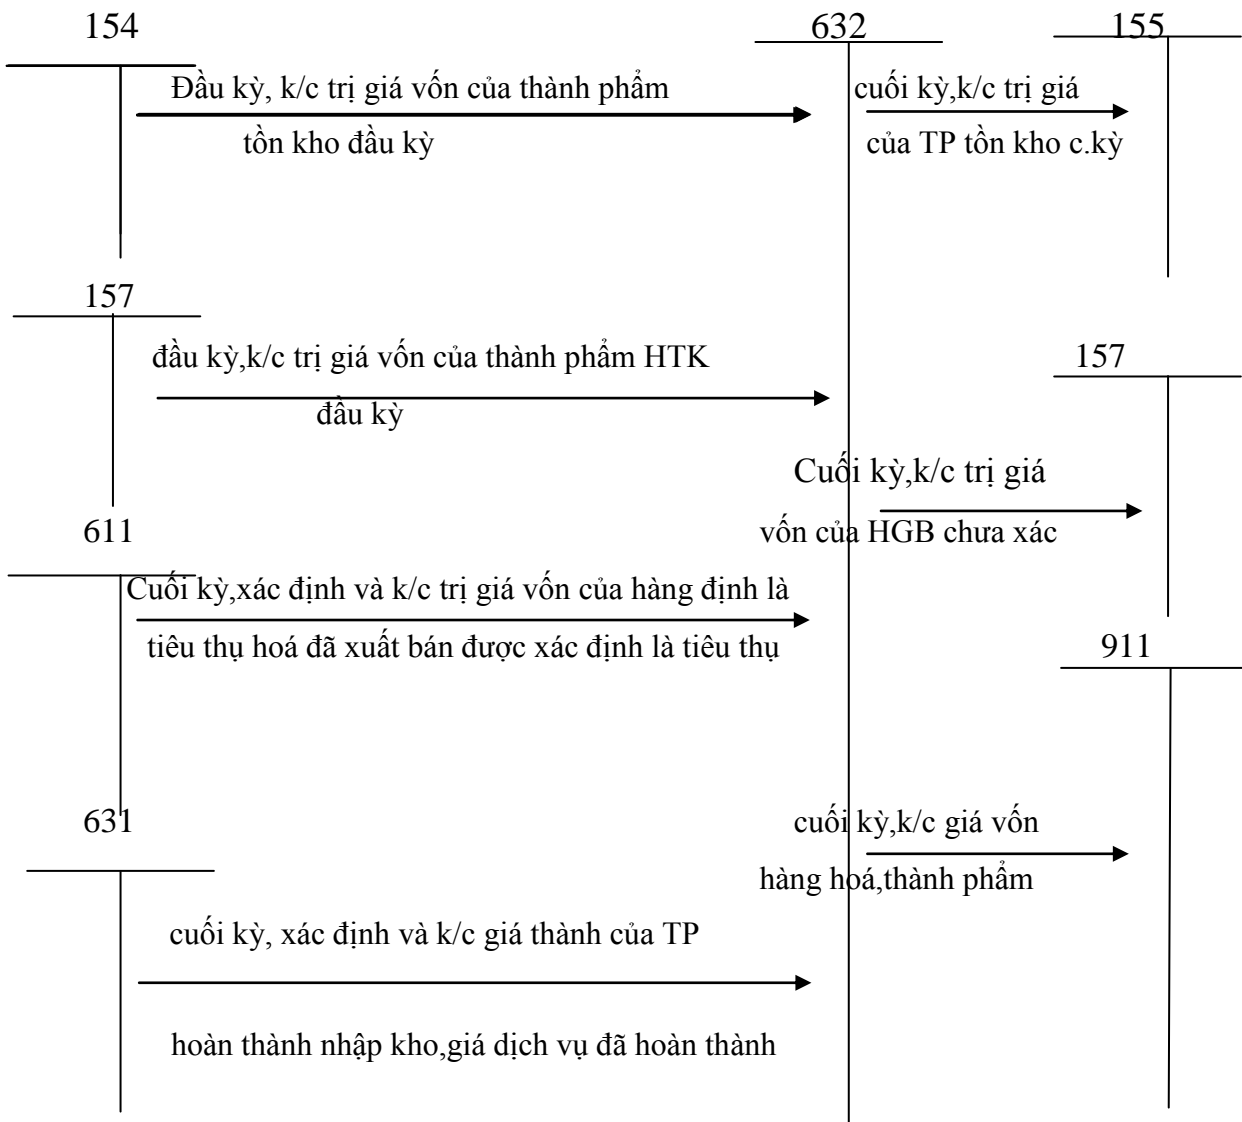 154
632
155
Đầu kỳ, k/c trị giá vốn của thành phẩm
tồn kho đầu kỳ
cuối kỳ,k/c trị giá
của TP tồn kho c.kỳ
157
đầu kỳ,k/c trị giá vốn của thành phẩm HTK
đầu kỳ
157
Cuối kỳ,k/c trị giá
vốn của HGB chưa xác
611
Cuối kỳ,xác định và k/c trị giá vốn của hàng định là
tiêu thụ hoá đã xuất bán được xác định là tiêu thụ
911
631
cuối kỳ,k/c giá vốn
hàng hoá,thành phẩm
cuối kỳ, xác định và k/c giá thành của TP
hoàn thành nhập kho,giá dịch vụ đã hoàn thành